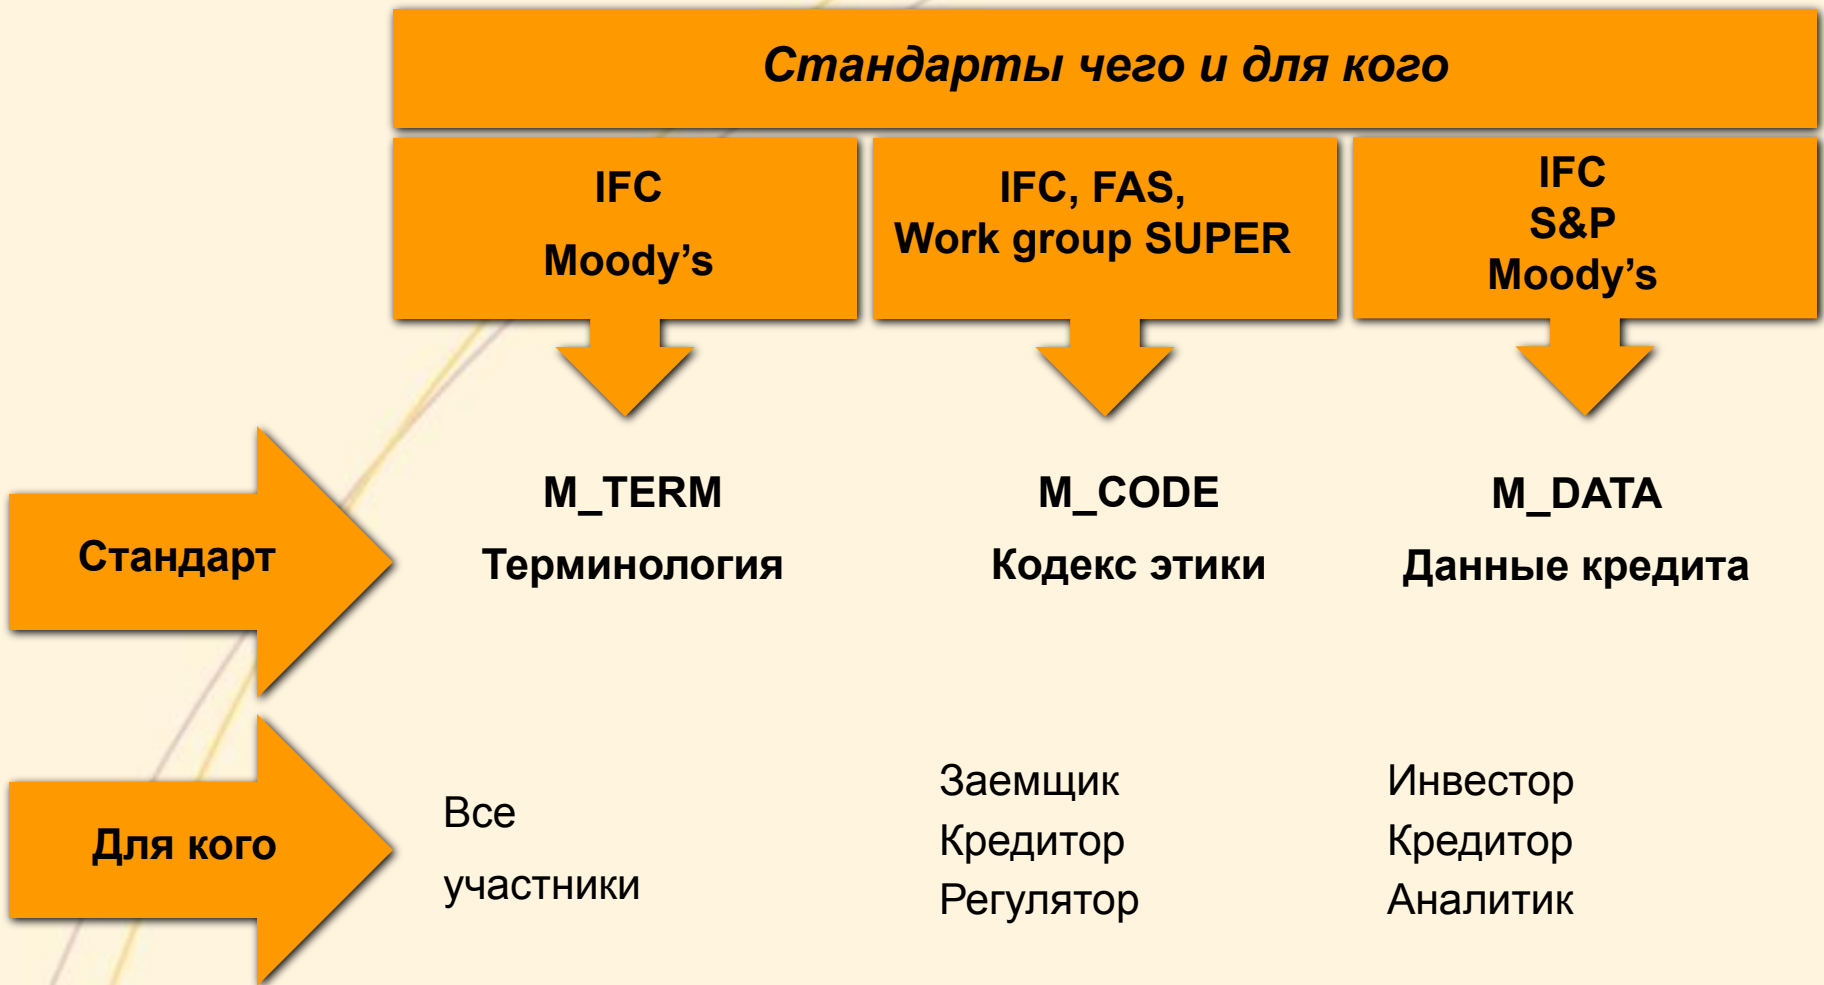 Стандарты чего и для кого
IFC
Moody’s
IFC, FAS,
Work group SUPER
IFC
S&P
Moody’s
Стандарт
M_TERM
Терминология
M_CODE
Кодекс этики
M_DATA
Данные кредита
Для кого
Все
участники
Заемщик
Кредитор
Регулятор
Инвестор
Кредитор
Аналитик